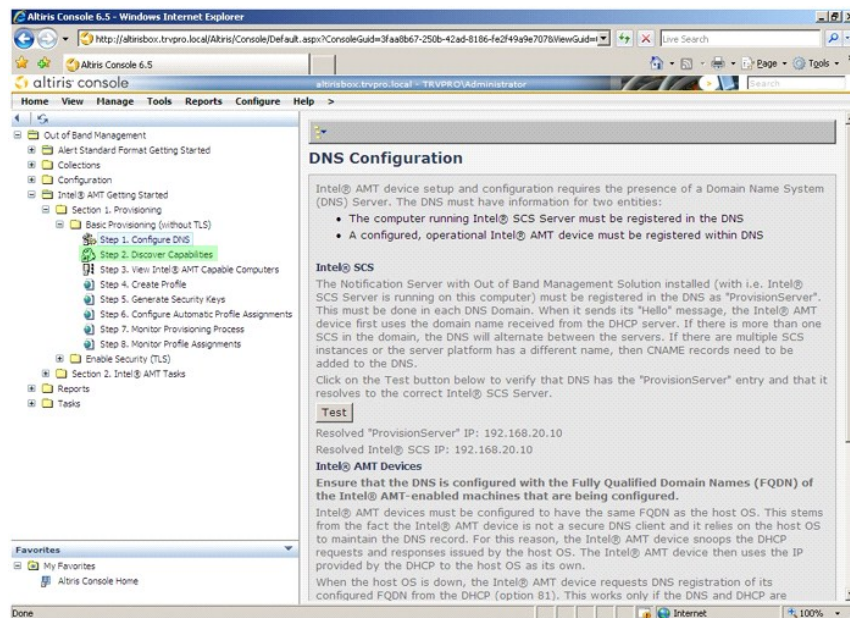 Altiris Console 6.5 - Windows Internet Explorer
http://altirisbox.trvpro.local/Altiris/Console/Default.aspx?ConsoleGuid=3faa8b67-250b-42ad-8186-fe2f49a9e707&ViewGuid=
Live Search
Altiris Console 6.5
Page
Tools
altiris console
altirisbox.trvpro.local - TRVPRO\Administrator
Search
Home View Manage Tools Reports Configure Help >
Out of Band Management
Alert Standard Format Getting Started
Collections
Configuration
Intel® AMT Getting Started
Section 1. Provisioning
Basic Provisioning (without TLS)
Step 1. Configure DNS
Step 2. Discover Capabilities
Step 3. View Intel® AMT Capable Computers
Step 4. Create Profile
Step 5. Generate Security Keys
Step 6. Configure Automatic Profile Assignments
Step 7. Monitor Provisioning Process
Step 8. Monitor Profile Assignments
Enable Security (TLS)
Section 2. Intel® AMT Tasks
Reports
Tasks
Favorites
My Favorites
Altiris Console Home
DNS Configuration
Intel® AMT device setup and configuration requires the presence of a Domain Name System
(DNS) Server. The DNS must have information for two entities:
• The computer running Intel® SCS Server must be registered in the DNS
• A configured, operational Intel® AMT device must be registered within DNS
Intel® SCS
The Notification Server with Out of Band Management Solution installed (with i.e. Intel®
SCS Server is running on this computer) must be registered in the DNS as "ProvisionServer".
This must be done in each DNS Domain. When it sends its "Hello" message, the Intel® AMT
device first uses the domain name received from the DHCP server. If there is more than one
SCS in the domain, the DNS will alternate between the servers. If there are multiple SCS
instances or the server platform has a different name, then CNAME records need to be
added to the DNS.
Click on the Test button below to verify that DNS has the "ProvisionServer" entry and that it
resolves to the correct Intel® SCS Server.
Test
Resolved "ProvisionServer" IP: 192.168.20.10
Resolved Intel® SCS IP: 192.168.20.10
Intel® AMT Devices
Ensure that the DNS is configured with the Fully Qualified Domain Names (FQDN) of
the Intel® AMT-enabled machines that are being configured.
Intel® AMT devices must be configured to have the same FQDN as the host OS. This stems
from the fact the Intel® AMT device is not a secure DNS client and it relies on the host OS
to maintain the DNS record. For this reason, the Intel® AMT device snoops the DHCP
requests and responses issued by the host OS. The Intel® AMT device then uses the IP
provided by the DHCP to the host OS as its own.
When the host OS is down, the Intel® AMT device requests DNS registration of its
configured FQDN from the DHCP (option 81). This works only if the DNS and DHCP are
Done
Internet
100%